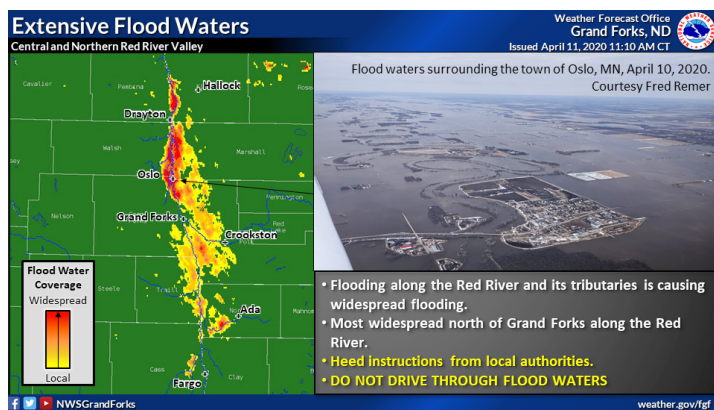 Extensive Flood Waters
Central and Northern Red River Valley
Weather Forecast Office
Grand Forks, ND
Issued April 11, 2020 11:10 AM CT
Flood waters surrounding the town of Oslo, MN, April 10, 2020.
Courtesy Fred Remer
Cavalier
Pembina
Hallock
Drayton
Walsh
Marshall
Oslo
Pennington
Nelson
Grand Forks
Red
Lake
Crookston
Polk
Steele
Traill
Ada
Cass
Clay
Fargo
Flood Water
Coverage
Widespread
Local
• Flooding along the Red River and its tributaries is causing
widespread flooding.
• Most widespread north of Grand Forks along the Red
River.
• Heed instructions from local authorities.
• DO NOT DRIVE THROUGH FLOOD WATERS
NWSGrandForks
weather.gov/fgf